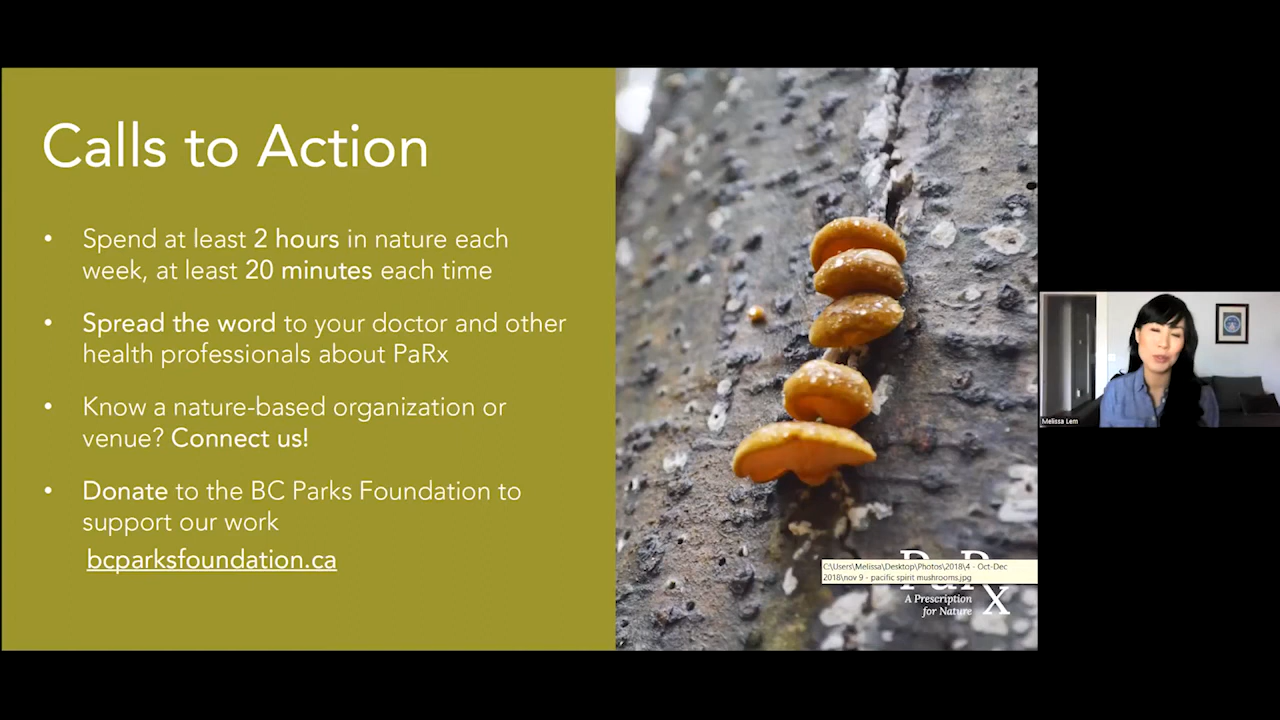 Calls to Action
• Spend at least 2 hours in nature each
week, at least 20 minutes each time
• Spread the word to your doctor and other
health professionals about PaRx
• Know a nature-based organization or
venue? Connect us!
• Donate to the BC Parks Foundation to
support our work
bcparksfoundation.ca
C:\Users\Melissa\Desktop\Photos\2018\4 - Oct-Dec
2018\nov 9 - pacific spirit mushrooms.jpg
PaRx
A Prescription
for Nature
Melissa Lem